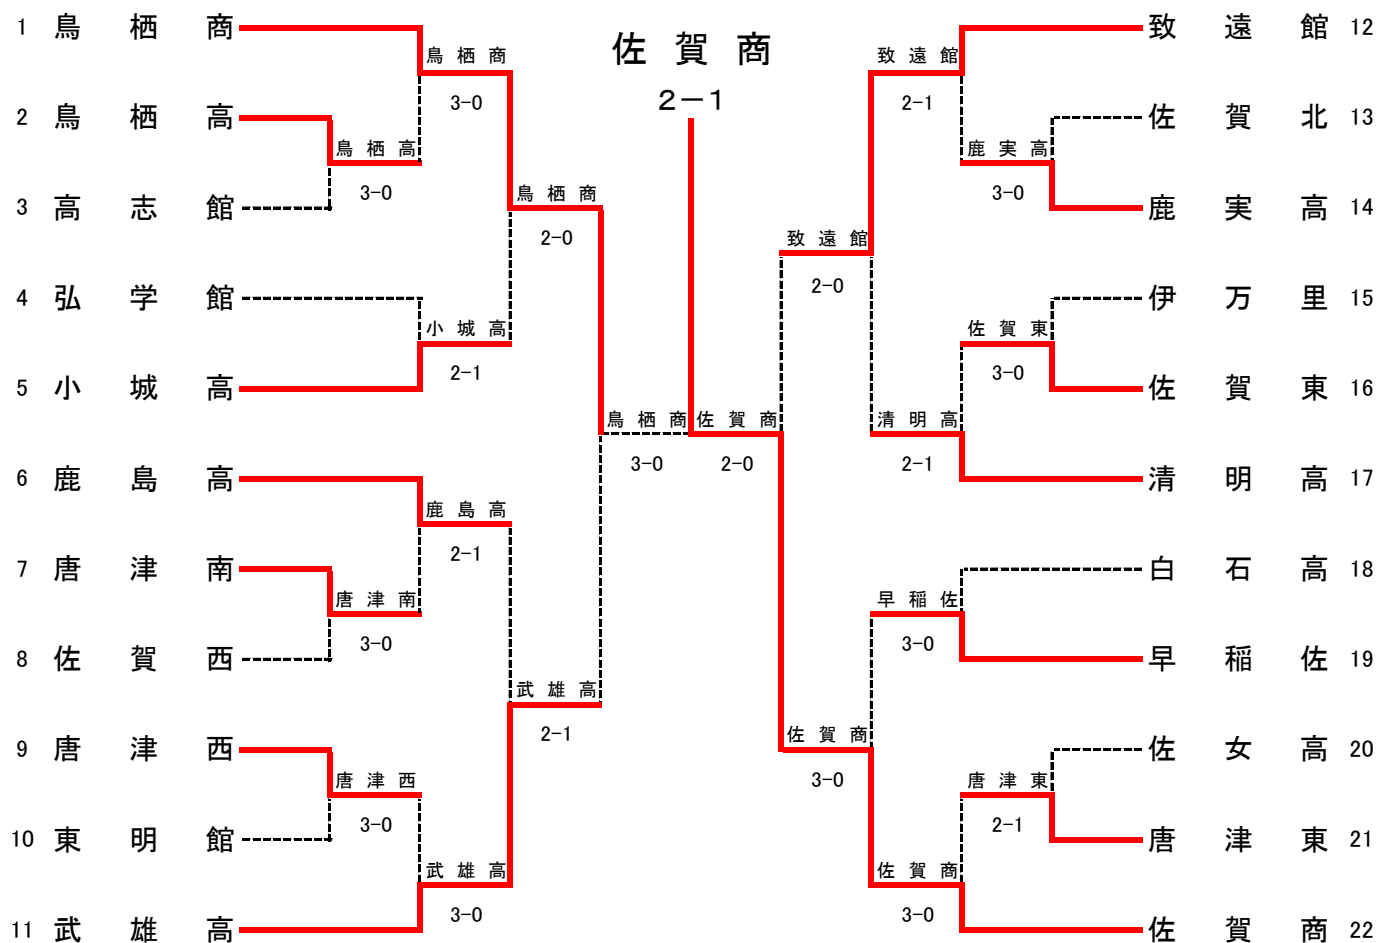 佐賀商
2－1
1 鳥栖商
2 鳥栖高
3 高志館
4 弘学館
5 小城高
6 鹿島高
7 唐津南
8 佐賀西
9 唐津西
10 東明館
11 武雄高
鳥栖高
3-0
唐津南
3-0
唐津西
3-0
鳥栖商
3-0
小城高
2-1
鹿島高
2-1
武雄高
3-0
鳥栖商
2-0
武雄高
2-1
鳥栖商
3-0
佐賀商
2-0
致遠館
2-0
佐賀商
3-0
致遠館
2-1
清明高
2-1
早稲佐
3-0
佐賀商
3-0
鹿実高
3-0
佐賀東
3-0
唐津東
2-1
致遠館 12
佐賀北 13
鹿実高 14
伊万里 15
佐賀東 16
清明高 17
白石高 18
早稲佐 19
佐女高 20
唐津東 21
佐賀商 22